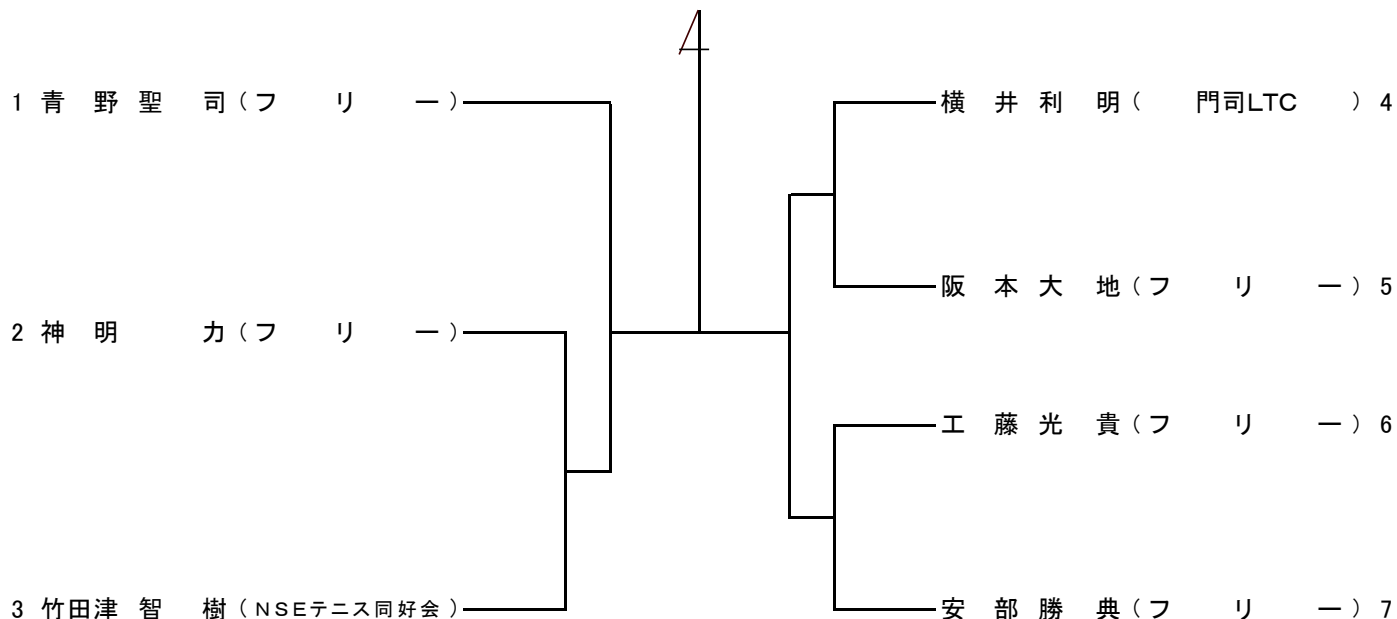 1 青野聖司(フリー)
2 神明力(フリー)
3 竹田津智樹(NSEテニス同好会)
横井利明(門司LTC)4
阪本大地(フリー)5
工藤光貴(フリー)6
安部勝典(フリー)7